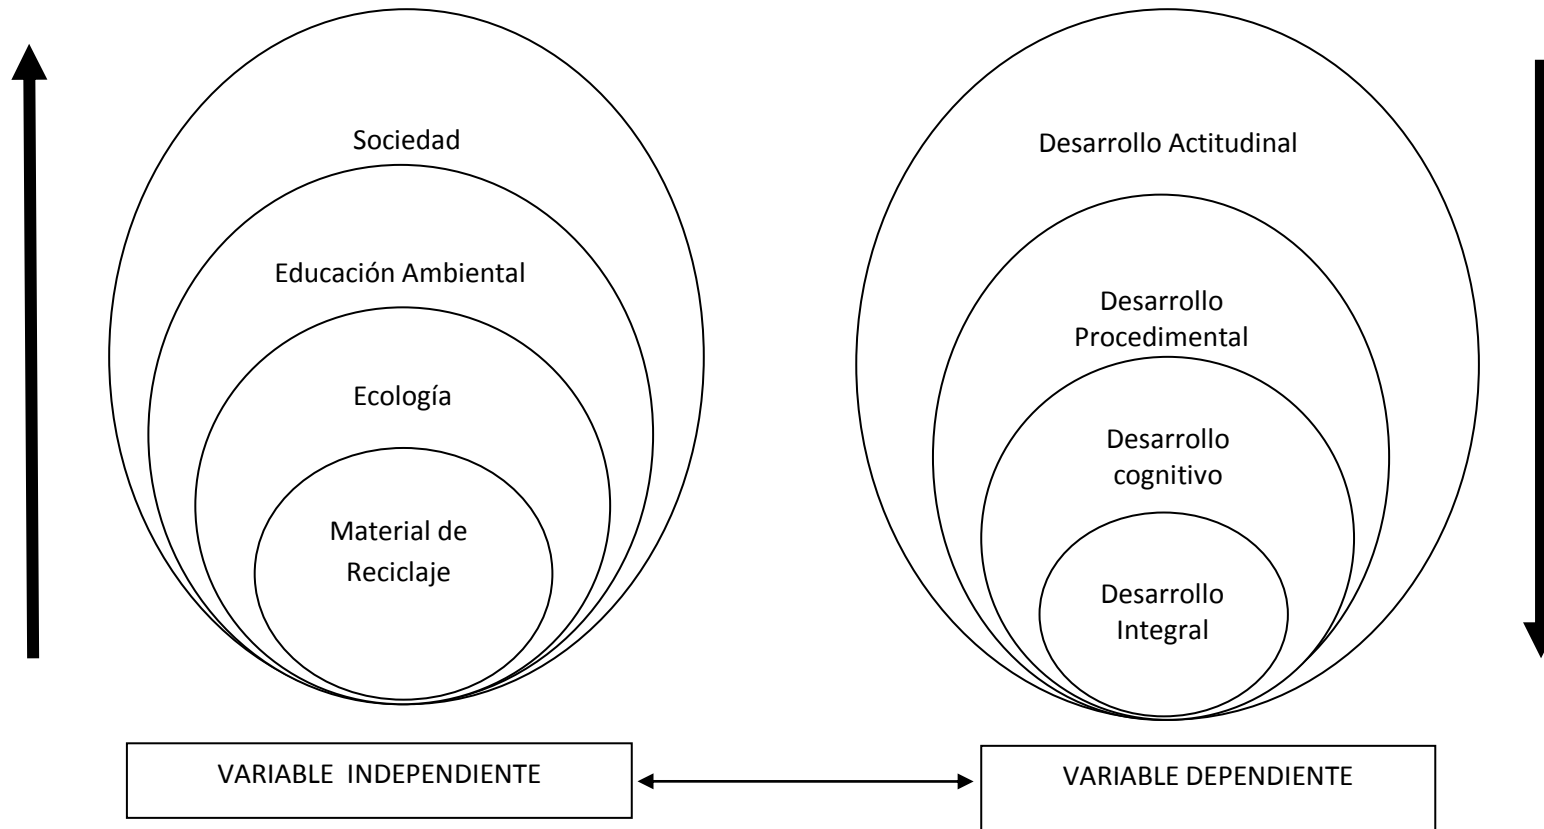 Sociedad
Educación Ambiental
Ecología
Material de
Reciclaje
VARIABLE  INDEPENDIENTE
Desarrollo Actitudinal
Desarrollo
Procedimental
Desarrollo
cognitivo
Desarrollo
Integral
VARIABLE DEPENDIENTE